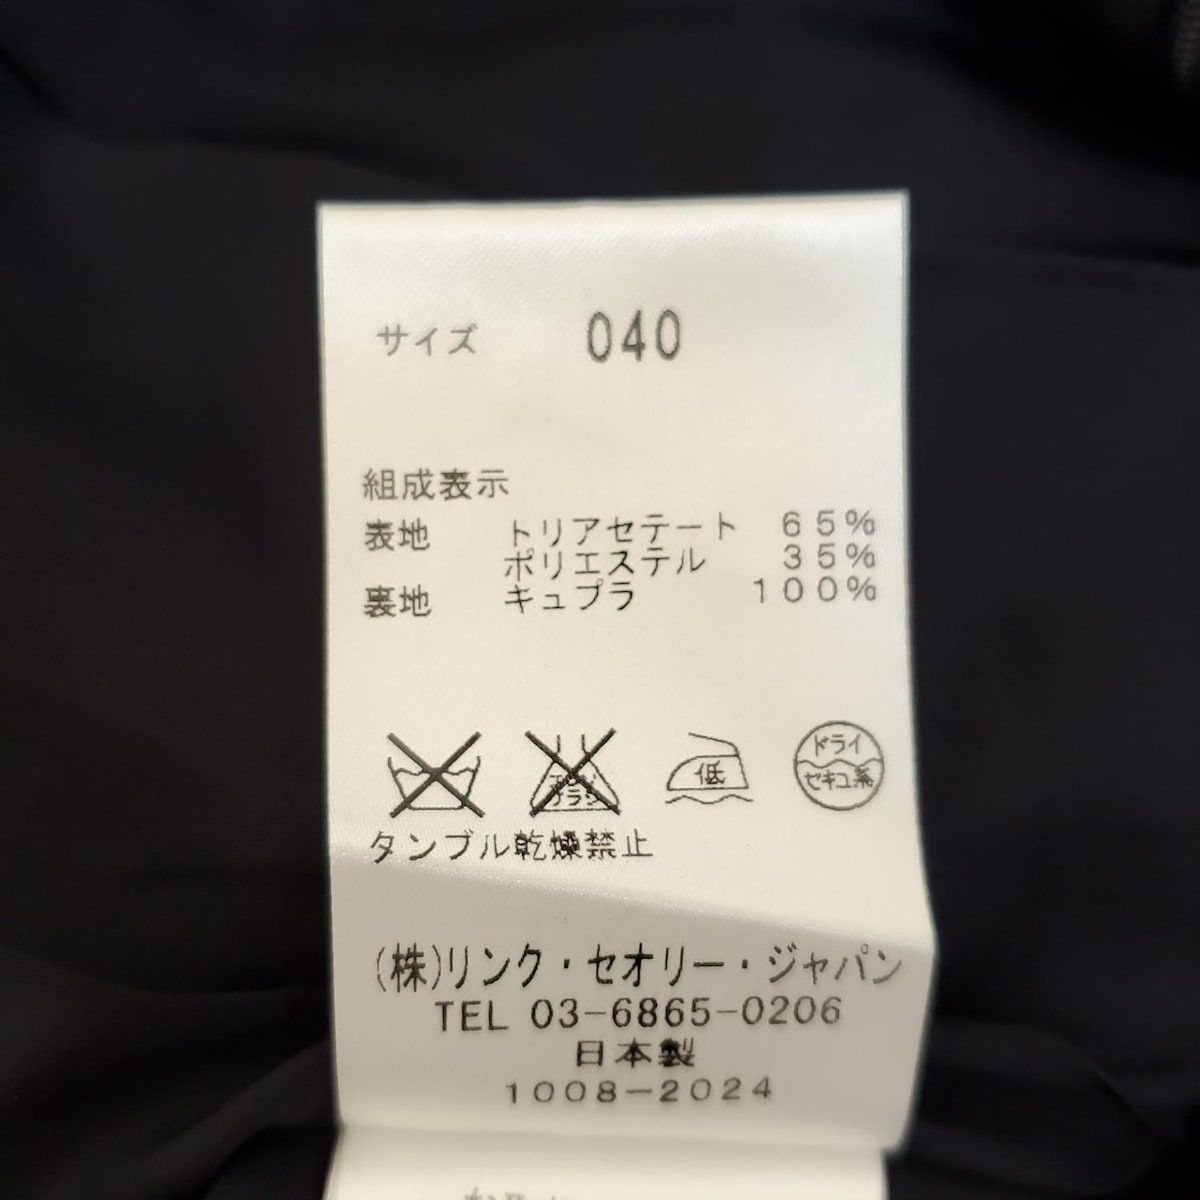 サイズ 040
組成表示
表地 トリアセテート 65%
ポリエステル 35%
裏地 キュプラ 100%
低
ドライ
セキユ系
タンブル乾燥禁止
(株)リンク・セオリー・ジャパン
TEL 03-6865-0206
日本製
1008-2024